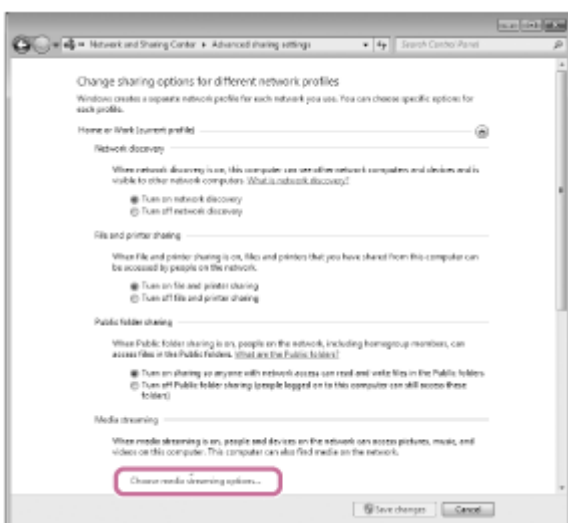 Network and Sharing Center ▸ Advanced sharing settings
Search Control Panel
Change sharing options for different network profiles
Windows creates a separate network profile for each network you use. You can choose specific options for
each profile.
Home or Work (current profile)
Network discovery
When network discovery is on, this computer can see other network computers and devices and is
visible to other network computers. What is network discovery?
Turn on network discovery
Turn off network discovery
File and printer sharing
When file and printer sharing is on, files and printers that you have shared from this computer can
be accessed by people on the network.
Turn on file and printer sharing
Turn off file and printer sharing
Public folder sharing
When Public folder sharing is on, people on the network, including homegroup members, can
access files in the Public folders. What are the Public folders?
Turn on sharing so anyone with network access can read and write files in the Public folders
Turn off Public folder sharing (people logged on to this computer can still access these
folders)
Media streaming
When media streaming is on, people and devices on the network can access pictures, music, and
videos on this computer. This computer can also find media on the network.
Choose media streaming options...
Save changes
Cancel